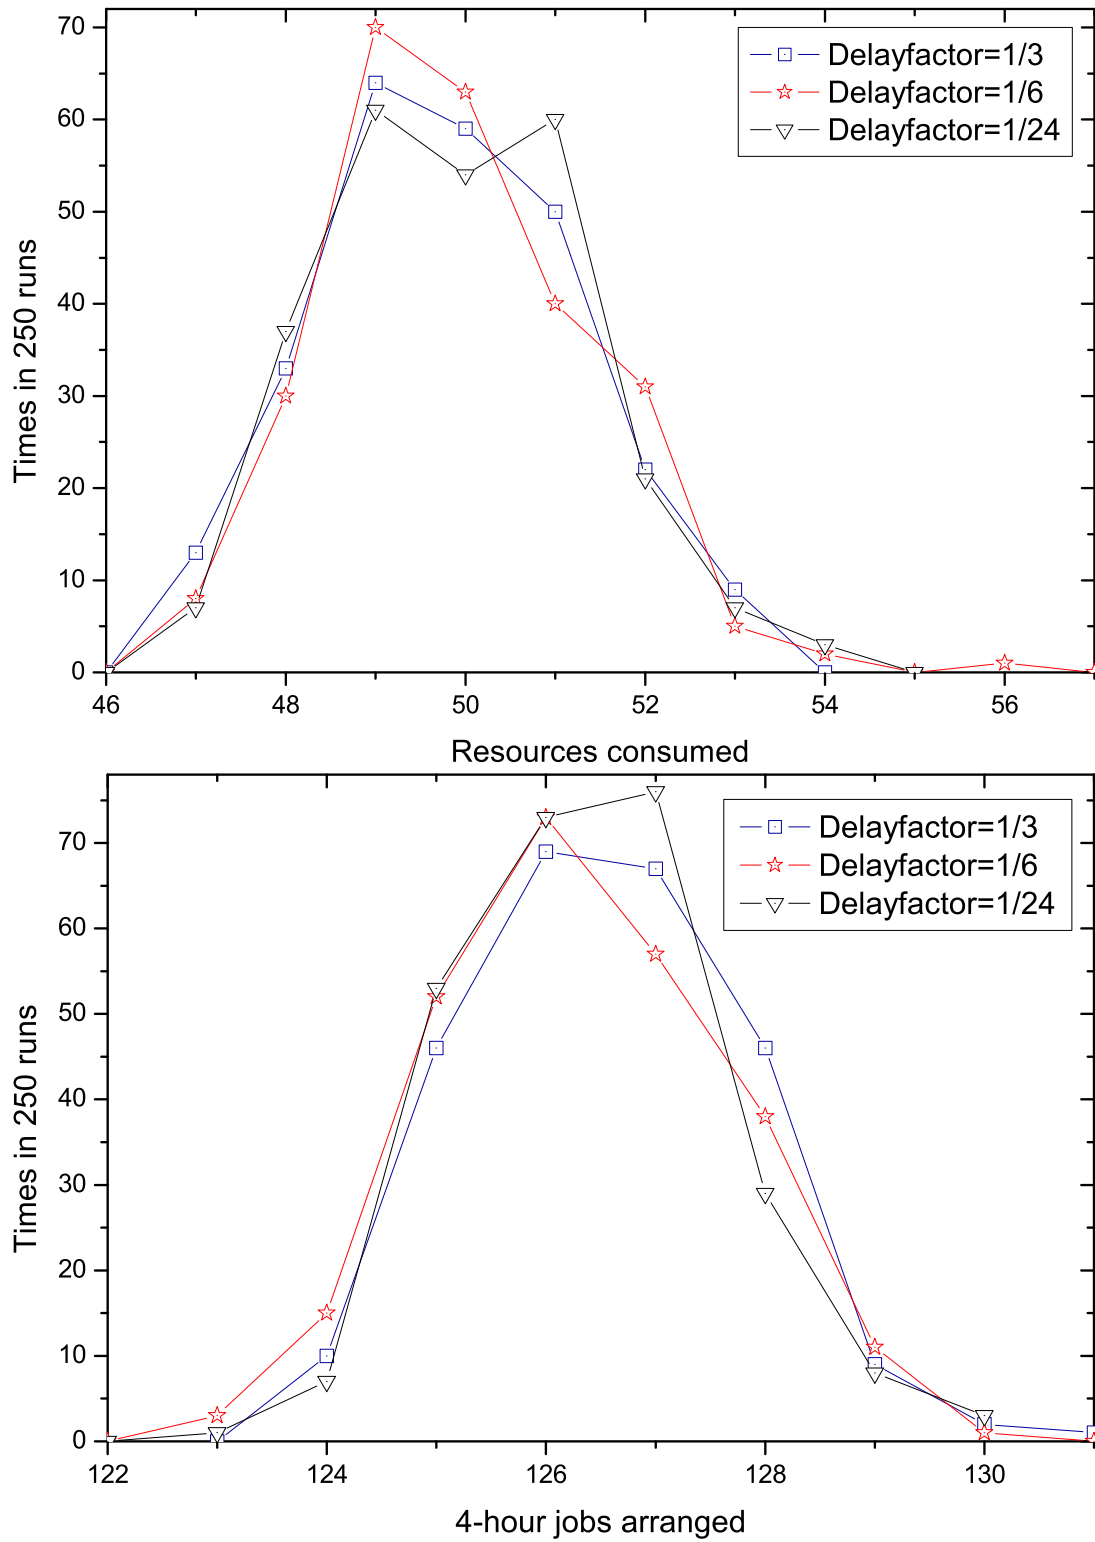 70
60
50
40
30
20
10
0
Times in 250 runs
Delayfactor=1/3
Delayfactor=1/6
Delayfactor=1/24
46 48 50 52 54 56
Resources consumed
70
60
50
40
30
20
10
0
Times in 250 runs
Delayfactor=1/3
Delayfactor=1/6
Delayfactor=1/24
122 124 126 128 130
4-hour jobs arranged